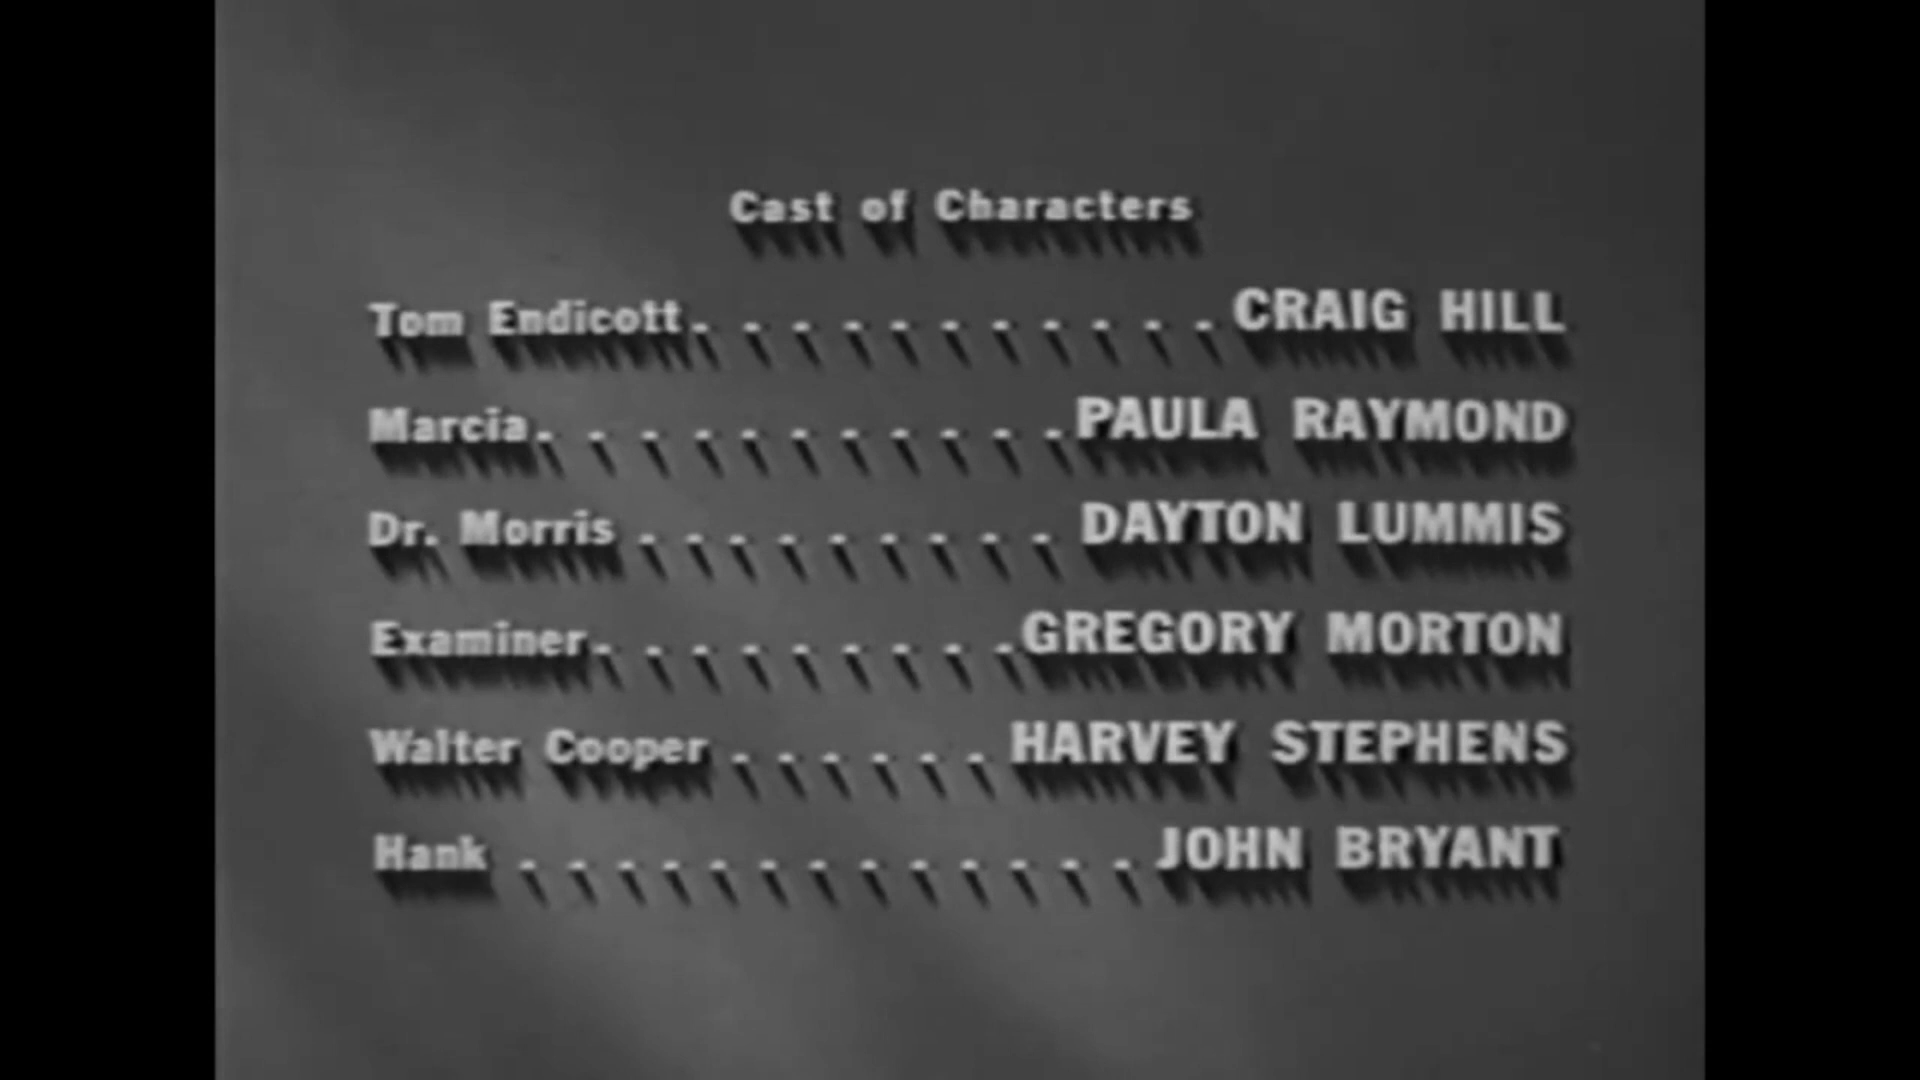 Cast of Characters
Tom Endicott. . . . . . . . . . . CRAIG HILL
Marcia. . . . . . . . . . . PAULA RAYMOND
Dr. Morris . . . . . . . . . DAYTON LUMMIS
Examiner. . . . . . . . . GREGORY MORTON
Walter Cooper . . . . . . HARVEY STEPHENS
Hank . . . . . . . . . . . . . JOHN BRYANT